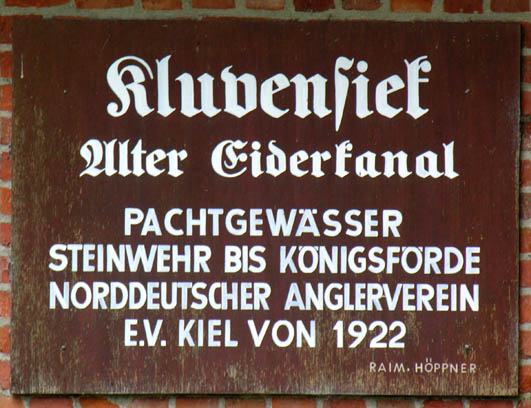 Kluvensiek
Alter Eiderkanal
PACHTGEWÄSSER
STEINWEHR BIS KÖNIGSFÖRDE
NORDDEUTSCHER ANGLERVEREIN
E.V. KIEL VON 1922
RAIM. HÖPPNER